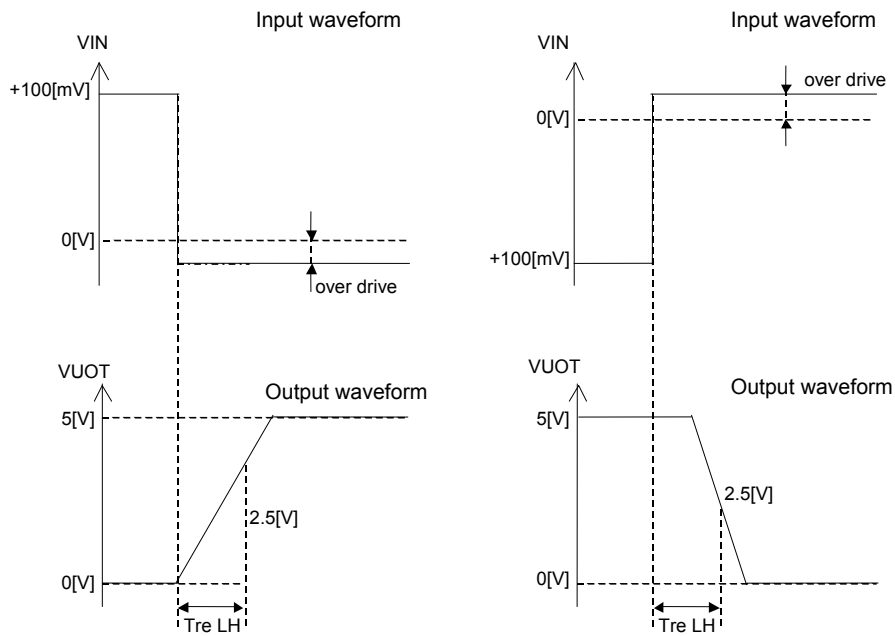 Input waveform
VIN
+100[mV]
0[V]
over drive
VUOT
Output waveform
5[V]
2.5[V]
0[V]
Tre LH
Input waveform
VIN
over drive
0[V]
+100[mV]
VUOT
Output waveform
5[V]
2.5[V]
0[V]
Tre LH